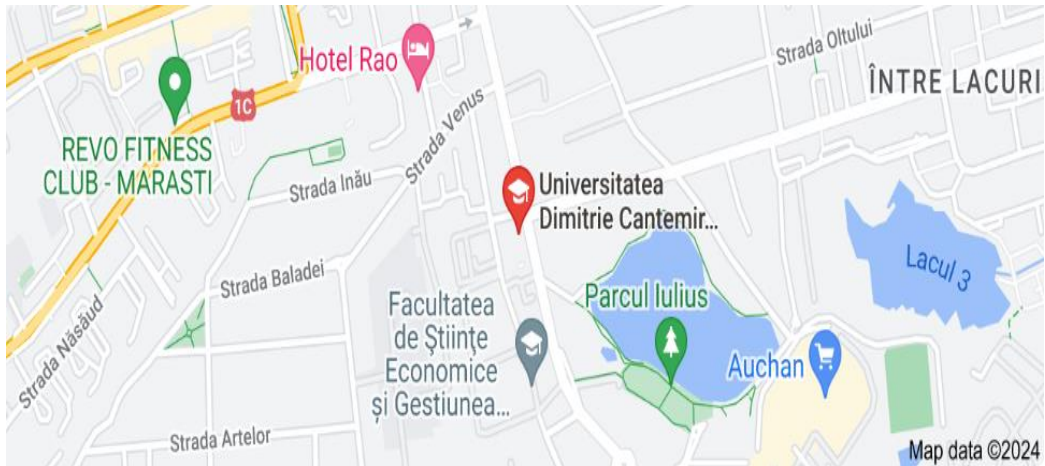 Strada Oltului
Hotel Rao
ÎNTRE LACURI
1C
REVO FITNESS
CLUB - MARASTI
Strada Venus
Strada Inău
Universitatea
Dimitrie Cantemir...
Strada Baladei
Lacul 3
Parcul Iulius
Facultatea
de Științe
Economice
și Gestiunea...
Strada Năsăud
Auchan
Strada Artelor
Map data ©2024